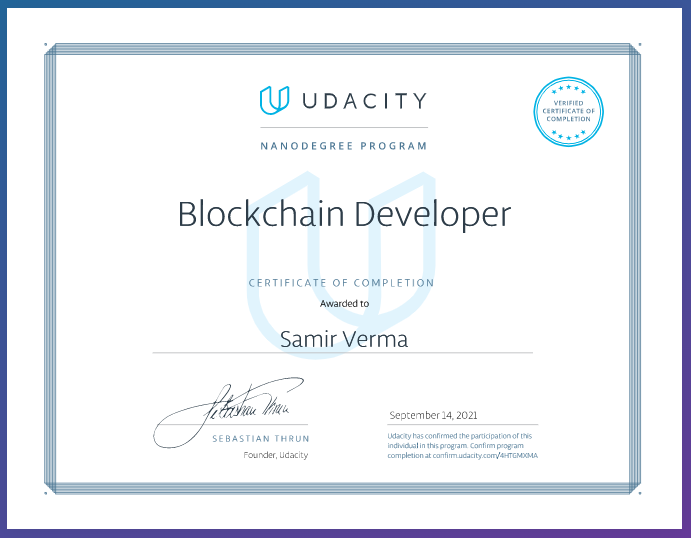 UDACITY
VERIFIED
CERTIFICATE OF
COMPLETION
NANODEGREE PROGRAM
Blockchain Developer
CERTIFICATE OF COMPLETION
Awarded to
Samir Verma
Sebastian Thrun
September 14, 2021
SEBASTIAN THRUN
Founder, Udacity
Udacity has confirmed the participation of this
individual in this program. Confirm program
completion at confirm.udacity.com/4HTGMXMA